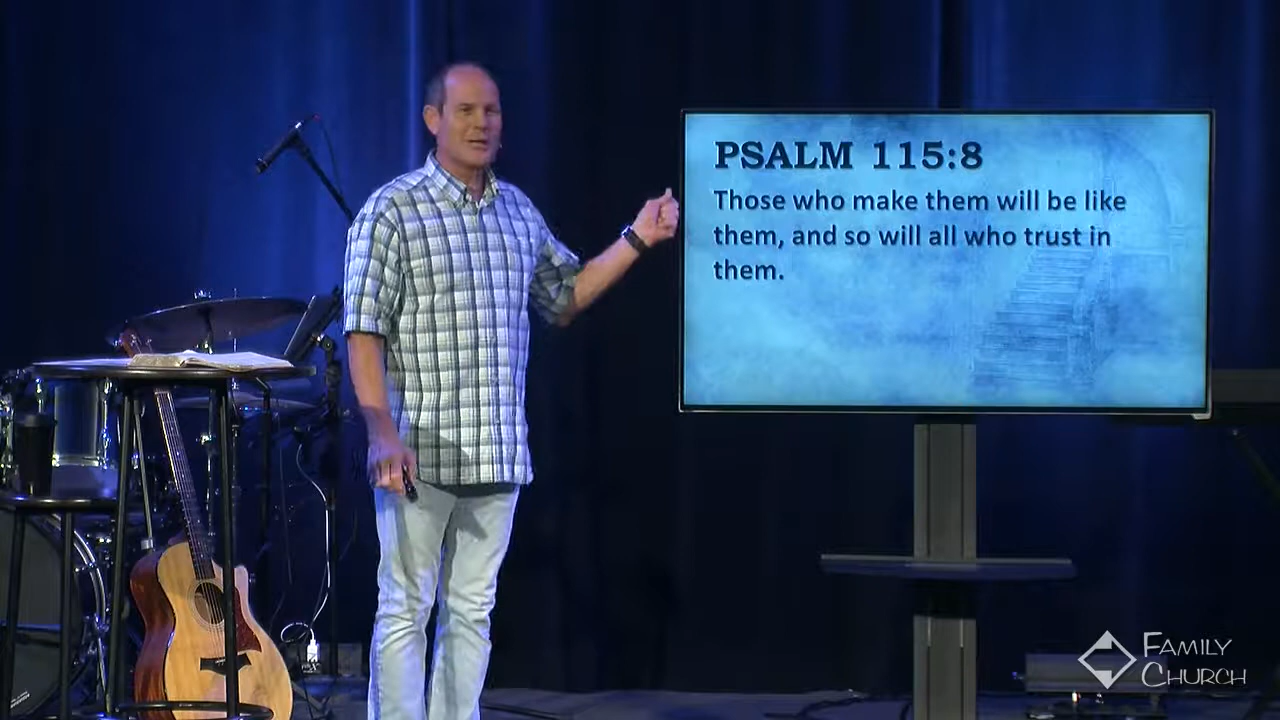 PSALM 115:8
Those who make them will be like
them, and so will all who trust in
them.
FAMILY
CHURCH